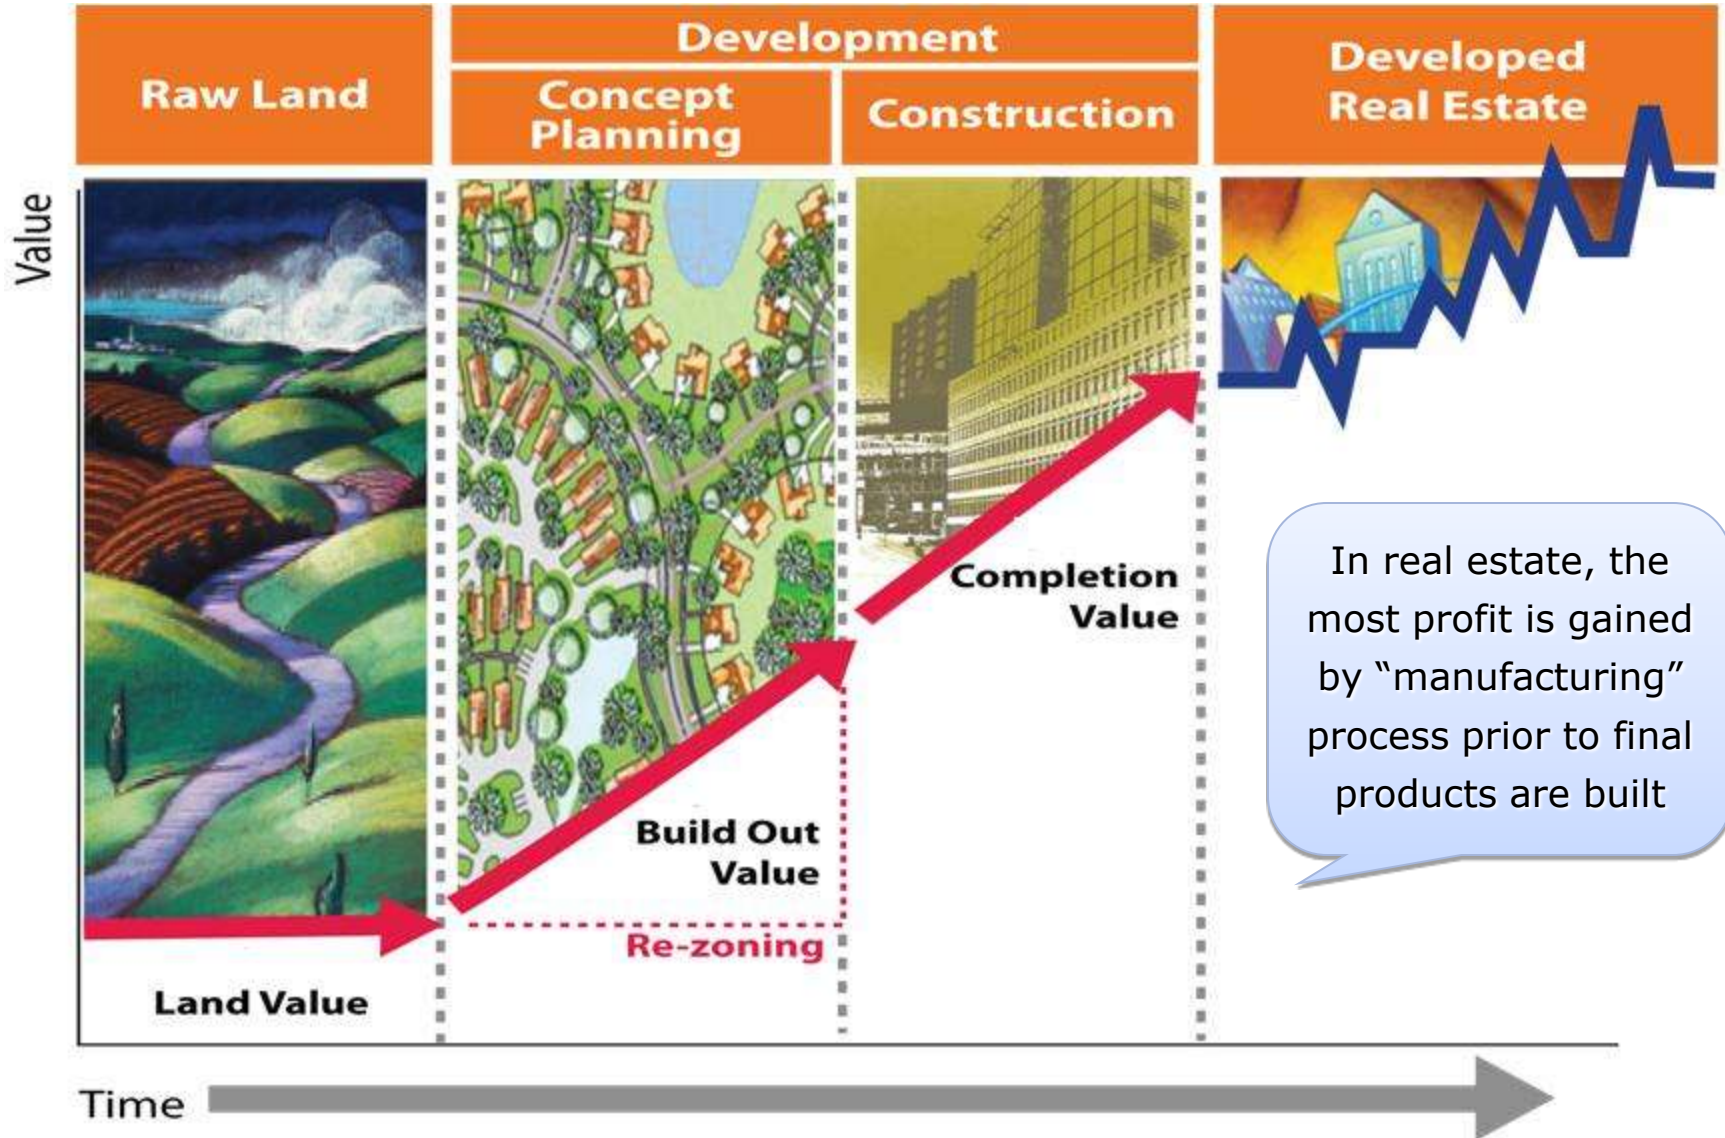 Development
Raw Land
Concept
Planning
Construction
Developed
Real Estate
Value
Completion
Value
In real estate, the
most profit is gained
by “manufacturing”
process prior to final
products are built
Build Out
Value
Re-zoning
Land Value
Time